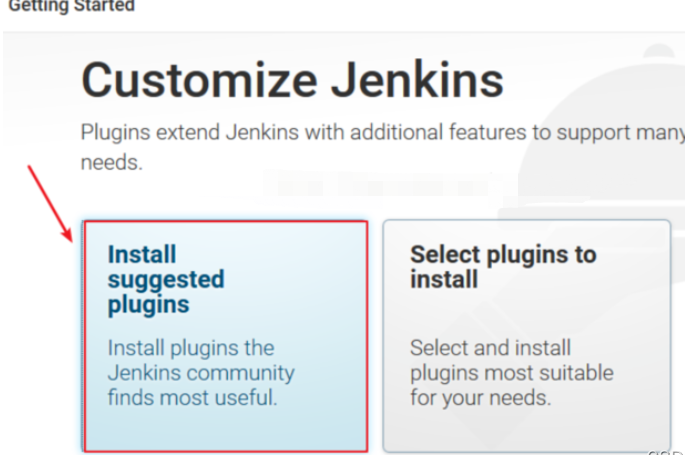 Getting Started
Customize Jenkins
Plugins extend Jenkins with additional features to support many
needs.
Install
suggested
plugins
Install plugins the
Jenkins community
finds most useful.
Select plugins to
install
Select and install
plugins most suitable
for your needs.